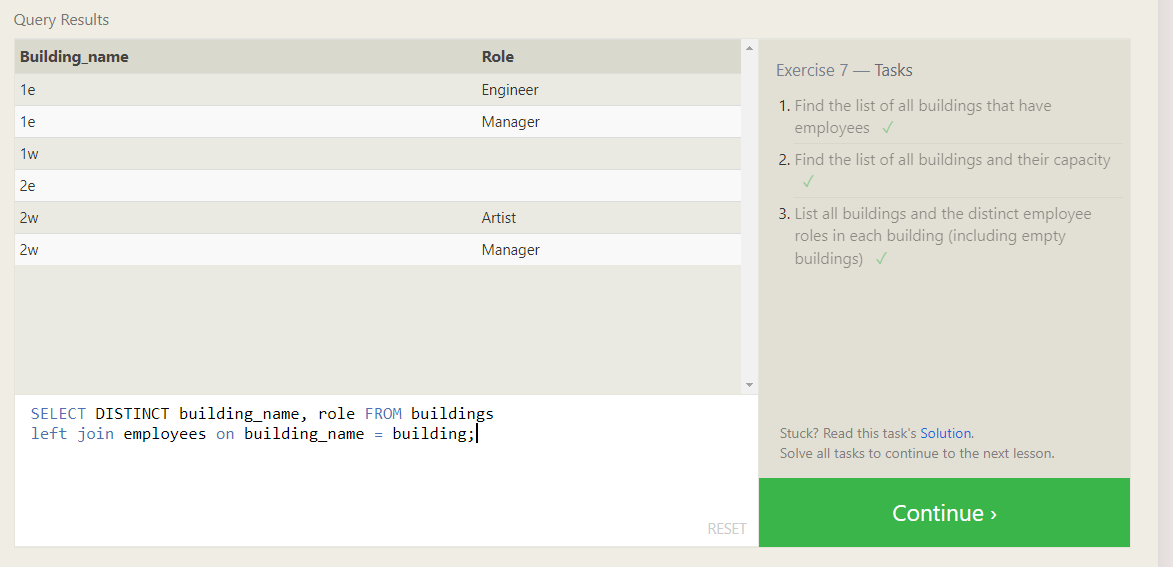 Query Results
Building_name Role
1e Engineer
1e Manager
1w
2e
2w Artist
2w Manager
SELECT DISTINCT building_name, role FROM buildings
left join employees on building_name = building;
RESET
Exercise 7 — Tasks
1. Find the list of all buildings that have
employees ✓
2. Find the list of all buildings and their capacity
✓
3. List all buildings and the distinct employee
roles in each building (including empty
buildings) ✓
Stuck? Read this task's Solution.
Solve all tasks to continue to the next lesson.
Continue ›